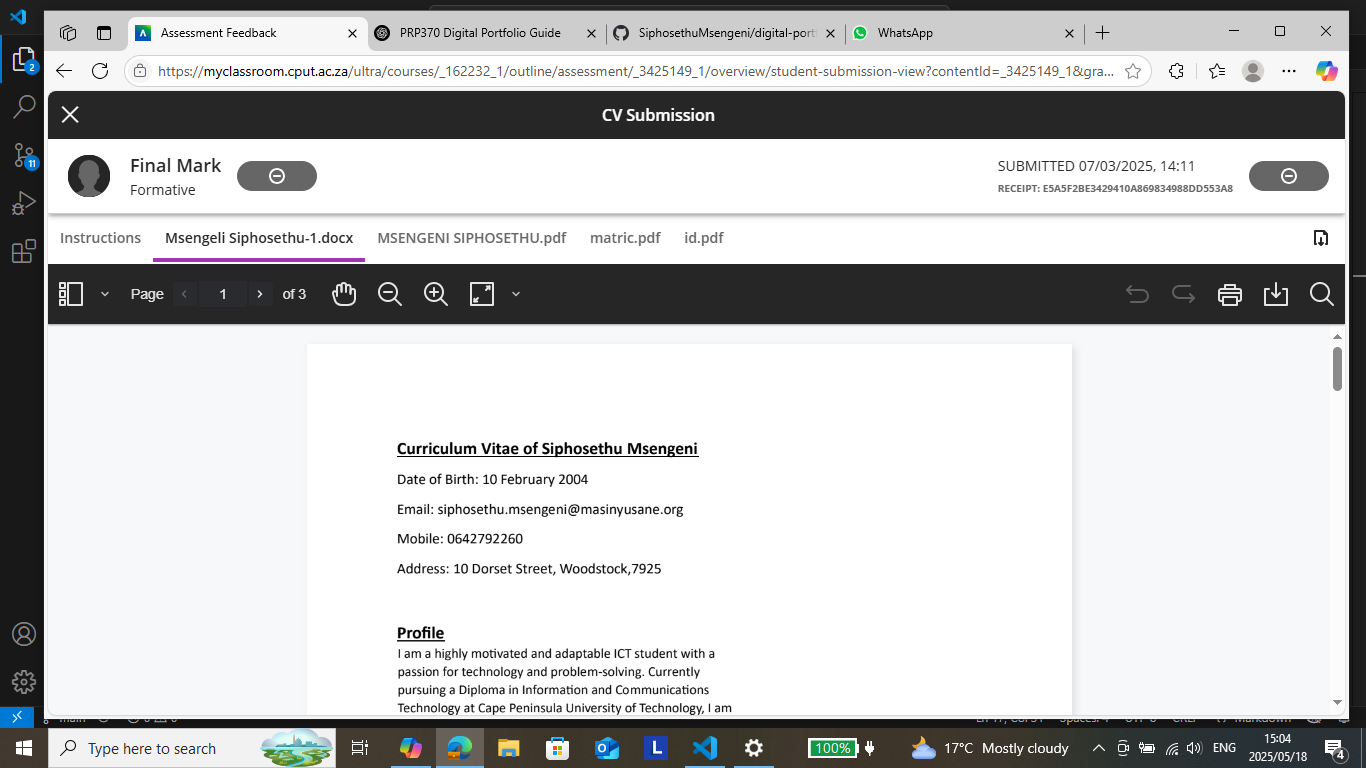 Assessment Feedback
PRP370 Digital Portfolio Guide
SiphosethuMsengeni/digital-port
WhatsApp
https://myclassroom.cput.ac.za/ultra/courses/_162232_1/outline/assessment/_3425149_1/overview/student-submission-view?contentId=_3425149_1&gra...
2
11
CV Submission
Final Mark
Formative
SUBMITTED 07/03/2025, 14:11
RECEIPT: E5A5F2BE3429410A869834988DD553A8
Instructions
Msengeli Siphosethu-1.docx
MSENGENI SIPHOSETHU.pdf
matric.pdf
id.pdf
Page
1
of 3
Curriculum Vitae of Siphosethu Msengeni
Date of Birth: 10 February 2004
Email: siphosethu.msengeni@masinyusane.org
Mobile: 0642792260
Address: 10 Dorset Street, Woodstock,7925
Profile
I am a highly motivated and adaptable ICT student with a
passion for technology and problem-solving. Currently
pursuing a Diploma in Information and Communications
Technology at Cape Peninsula University of Technology, I am
Type here to search
L
100%
17°C Mostly cloudy
ENG
15:04
2025/05/18
4